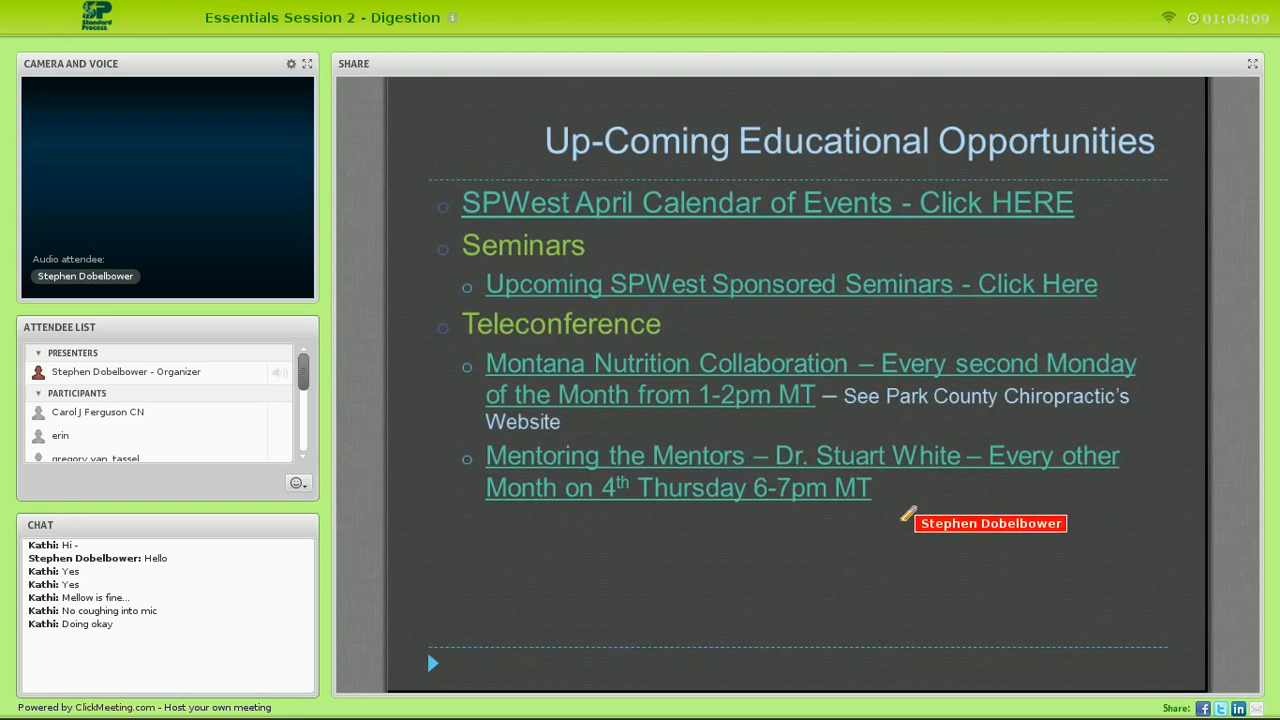 SP
Standard
Process
Essentials Session 2 - Digestion
01:04:09
CAMERA AND VOICE
Audio attendee:
Stephen Dobelbower
ATTENDEE LIST
PRESENTERS
Stephen Dobelbower - Organizer
PARTICIPANTS
Carol J Ferguson CN
erin
gregory van_tassel
CHAT
Kathi: Hi -
Stephen Dobelbower: Hello
Kathi: Yes
Kathi: Yes
Kathi: Mellow is fine...
Kathi: No coughing into mic
Kathi: Doing okay
SHARE
Up-Coming Educational Opportunities
SPWest April Calendar of Events - Click HERE
Seminars
Upcoming SPWest Sponsored Seminars - Click Here
Teleconference
Montana Nutrition Collaboration – Every second Monday
of the Month from 1-2pm MT – See Park County Chiropractic's
Website
Mentoring the Mentors – Dr. Stuart White – Every other
Month on 4th Thursday 6-7pm MT
Stephen Dobelbower
Powered by ClickMeeting.com - Host your own meeting
Share: